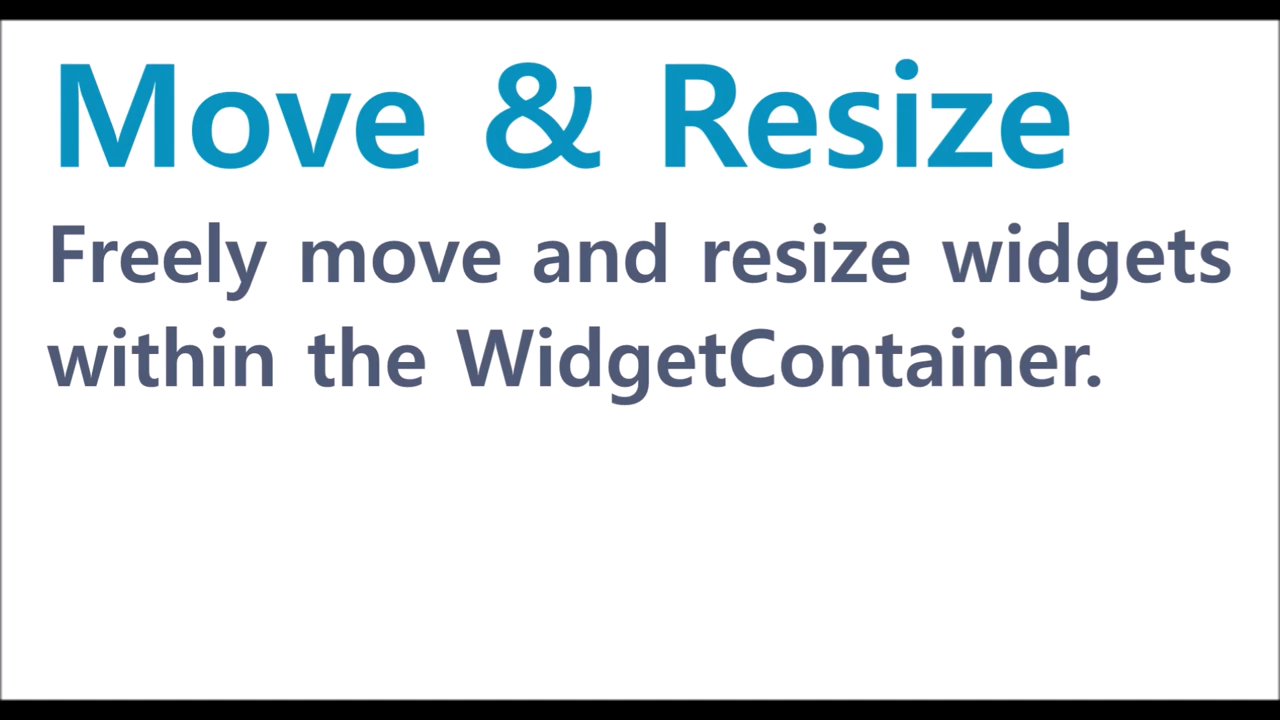 Move & Resize
Freely move and resize widgets
within the WidgetContainer.